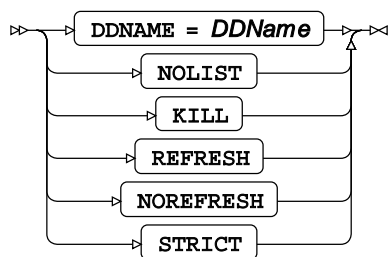 DDNAME = DDName
NOLIST
KILL
REFRESH
NOREFRESH
STRICT